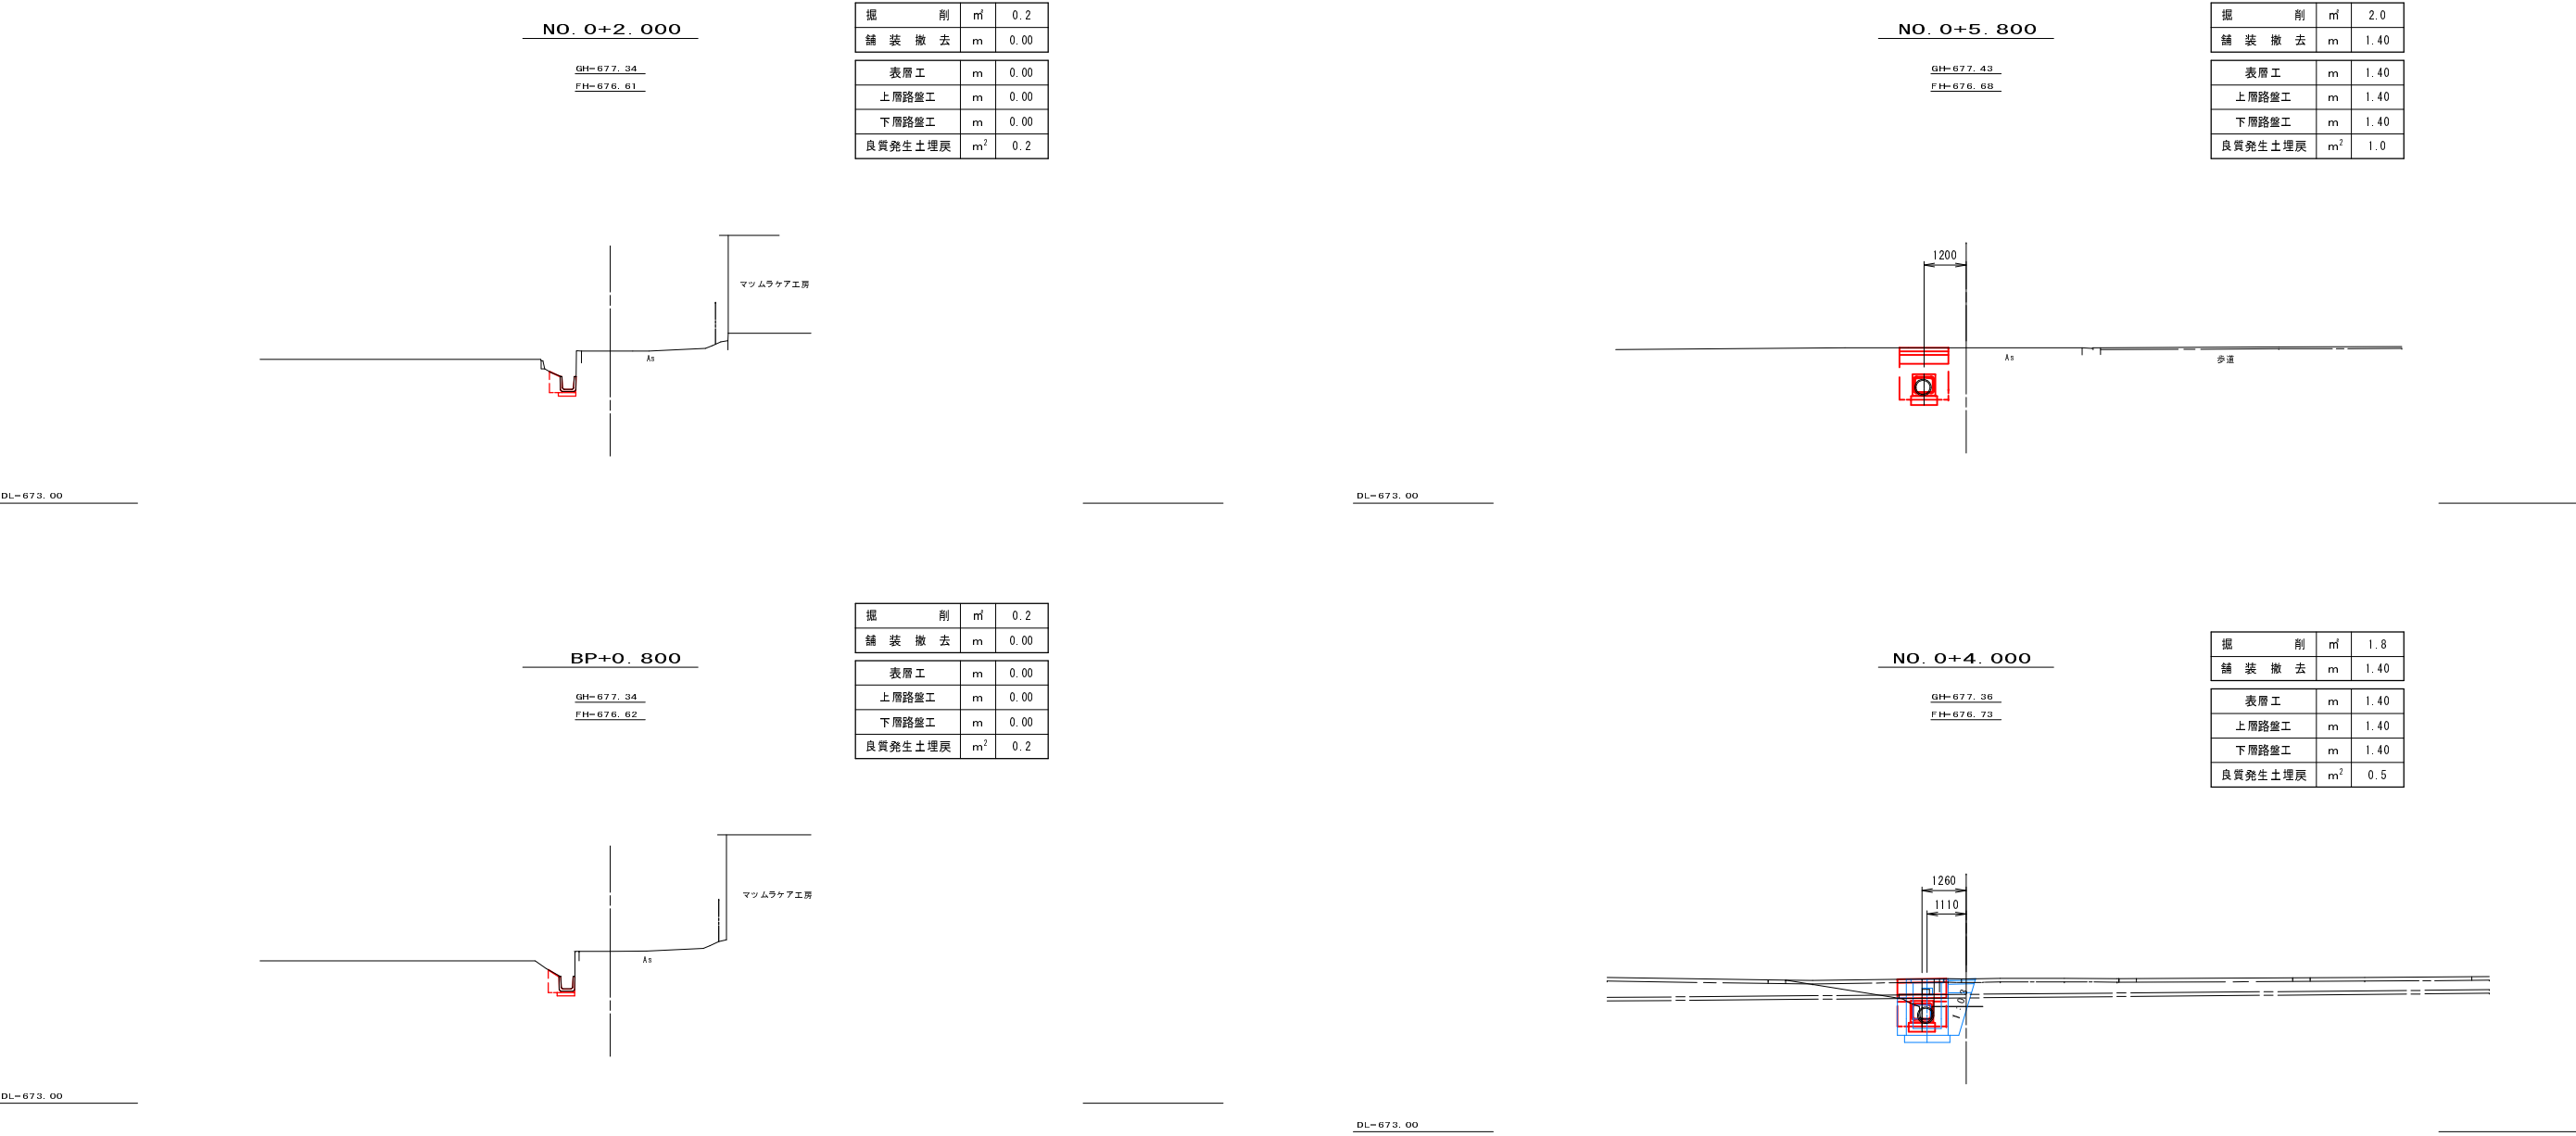 NO. 0+2. 000
GH=677. 34
FH=676. 61
掘 削 ㎡ 0.2
舗 装 撤 去 m 0.00
表層工 m 0.00
上層路盤工 m 0.00
下層路盤工 m 0.00
良質発生土埋戻 m² 0.2
マツムラケア工房
As
DL=673. 00
NO. 0+5. 800
GH=677. 43
FH=676. 68
掘 削 ㎡ 2.0
舗 装 撤 去 m 1.40
表層工 m 1.40
上層路盤工 m 1.40
下層路盤工 m 1.40
良質発生土埋戻 m² 1.0
1200
As
歩道
DL=673. 00
BP+0. 800
GH=677. 34
FH=676. 62
掘 削 ㎡ 0.2
舗 装 撤 去 m 0.00
表層工 m 0.00
上層路盤工 m 0.00
下層路盤工 m 0.00
良質発生土埋戻 m² 0.2
マツムラケア工房
As
DL=673. 00
NO. 0+4. 000
GH=677. 36
FH=676. 73
掘 削 ㎡ 1.8
舗 装 撤 去 m 1.40
表層工 m 1.40
上層路盤工 m 1.40
下層路盤工 m 1.40
良質発生土埋戻 m² 0.5
1260
1110
DL=673. 00